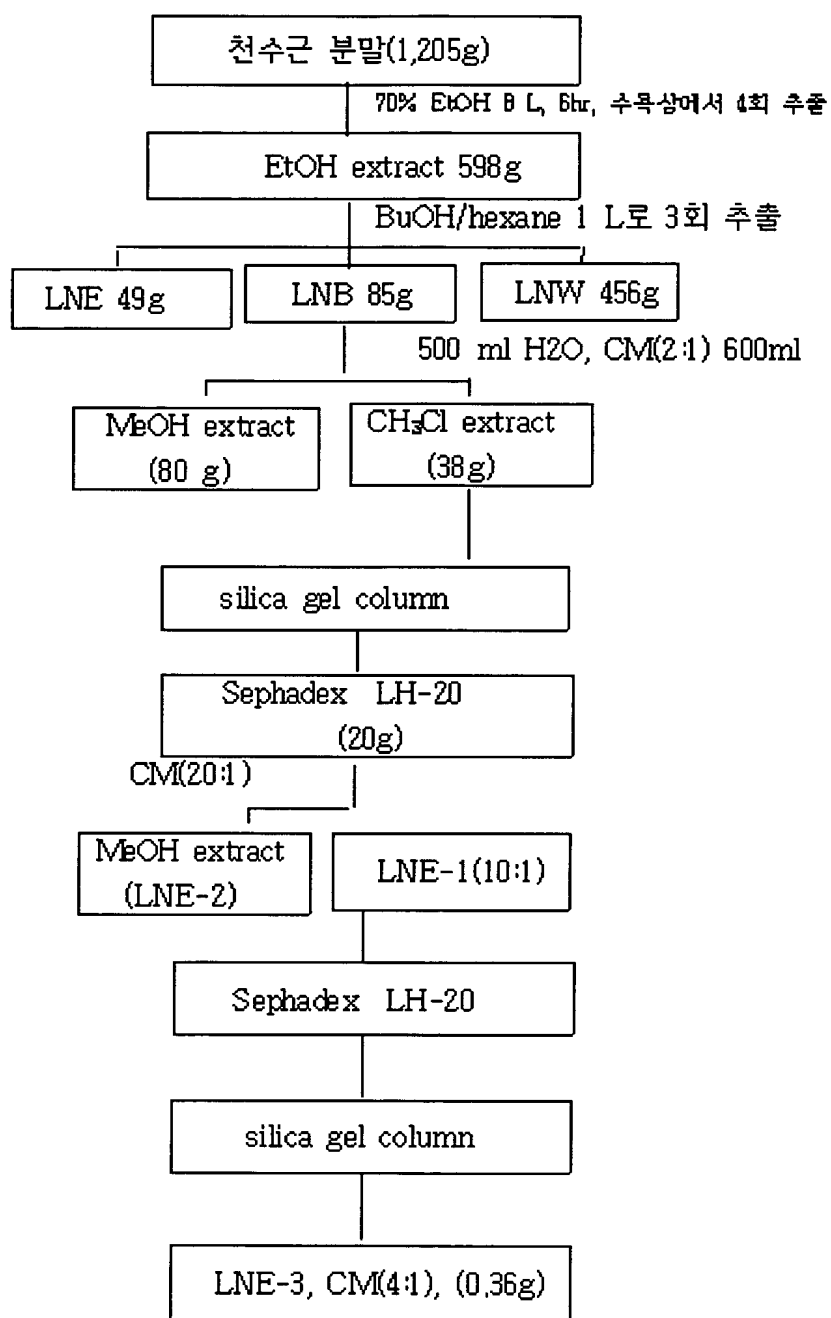 천수근 분말(1,205g)
70% EtOH 8 L, 6hr, 수욕상에서 4회 추출
EtOH extract 598g
BuOH/hexane 1 L로 3회 추출
LNE 49g
LNB 85g
LNW 456g
500 ml H2O, CM(2:1) 600ml
MeOH extract
(80 g)
CH₃Cl extract
(38g)
silica gel column
Sephadex LH-20
(20g)
CM(20:1)
MeOH extract
(LNE-2)
LNE-1(10:1)
Sephadex LH-20
silica gel column
LNE-3, CM(4:1), (0.36g)